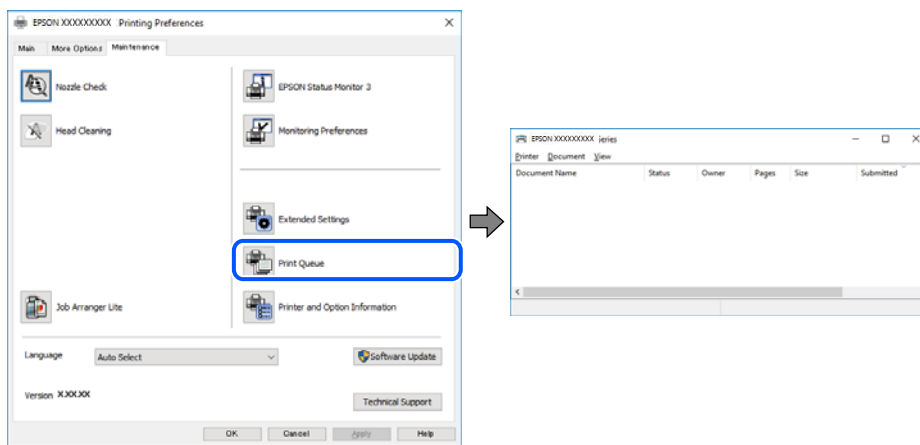 EPSON XXXXXXXXX Printing Preferences
Main More Options Maintenance
Nozzle Check
EPSON Status Monitor 3
Head Cleaning
Monitoring Preferences
Extended Settings
Print Queue
Job Arranger Lite
Printer and Option Information
Language Auto Select
Software Update
Version X.XX.XX
Technical Support
OK Cancel Apply Help
EPSON XXXXXXXXX ieries
Printer Document View
Document Name Status Owner Pages Size Submitted